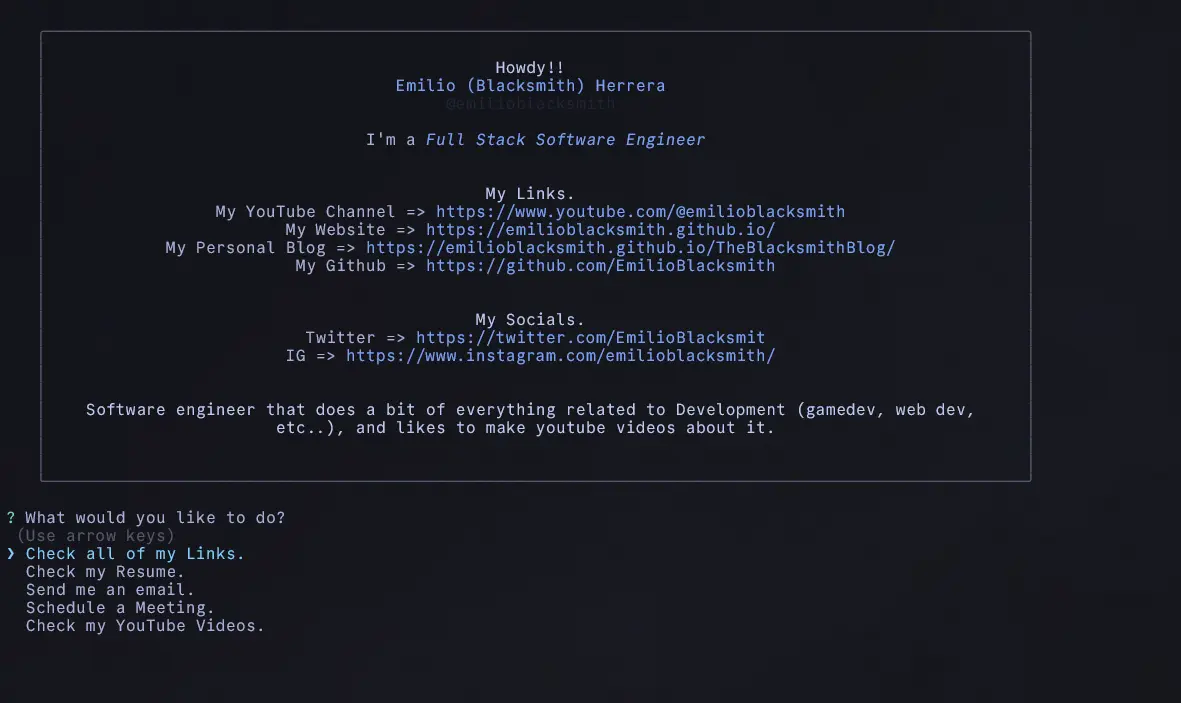 Howdy!!
Emilio (Blacksmith) Herrera
@emilioblacksmith
I'm a Full Stack Software Engineer
My Links.
My YouTube Channel => https://www.youtube.com/@emilioblacksmith
My Website => https://emilioblacksmith.github.io/
My Personal Blog => https://emilioblacksmith.github.io/TheBlacksmithBlog/
My Github => https://github.com/EmilioBlacksmith
My Socials.
Twitter => https://twitter.com/EmilioBlacksmit
IG => https://www.instagram.com/emilioblacksmith/
Software engineer that does a bit of everything related to Development (gamedev, web dev,
etc..), and likes to make youtube videos about it.
? What would you like to do?
(Use arrow keys)
❯ Check all of my Links.
Check my Resume.
Send me an email.
Schedule a Meeting.
Check my YouTube Videos.